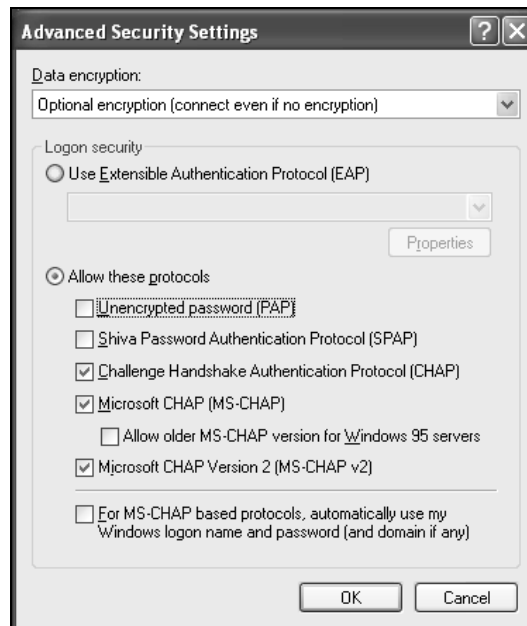 Advanced Security Settings
Data encryption:
Optional encryption (connect even if no encryption)
Logon security
Use Extensible Authentication Protocol (EAP)
Properties
Allow these protocols
Unencrypted password (PAP)
Shiva Password Authentication Protocol (SPAP)
Challenge Handshake Authentication Protocol (CHAP)
Microsoft CHAP (MS-CHAP)
Allow older MS-CHAP version for Windows 95 servers
Microsoft CHAP Version 2 (MS-CHAP v2)
For MS-CHAP based protocols, automatically use my
Windows logon name and password (and domain if any)
OK
Cancel